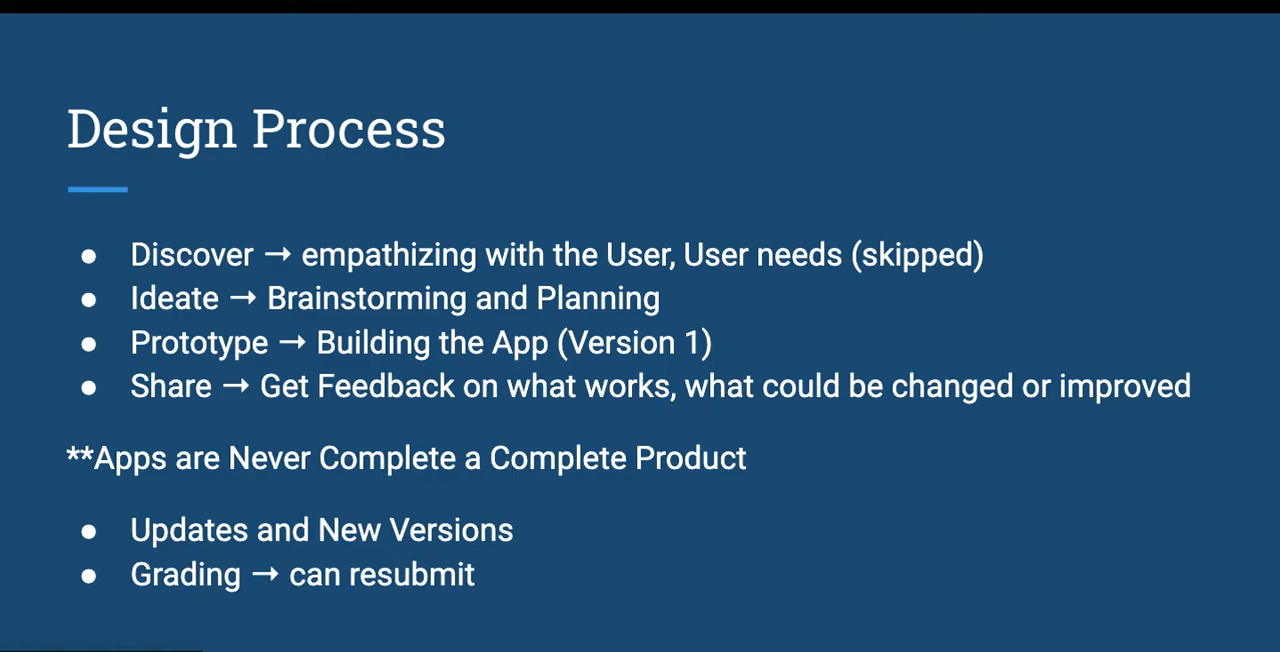 Design Process
● Discover → empathizing with the User, User needs (skipped)
● Ideate → Brainstorming and Planning
● Prototype → Building the App (Version 1)
● Share → Get Feedback on what works, what could be changed or improved
**Apps are Never Complete a Complete Product
● Updates and New Versions
● Grading → can resubmit